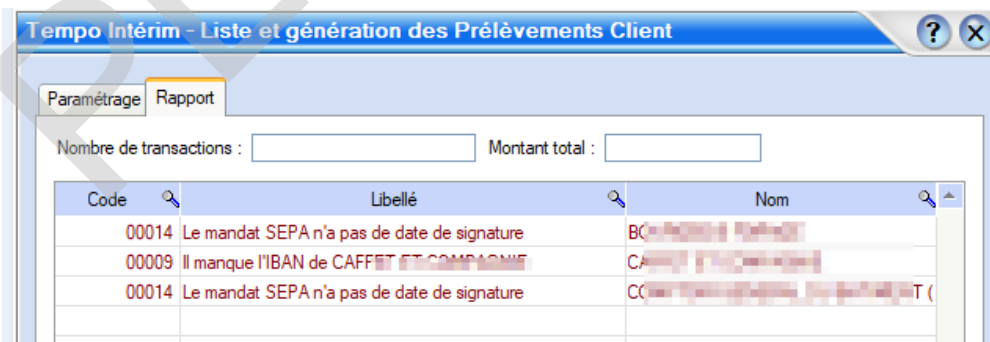 Tempo Intérim - Liste et génération des Prélèvements Client
Paramétrage Rapport
Nombre de transactions : Montant total :
Code Libellé Nom
00014 Le mandat SEPA n'a pas de date de signature
00009 Il manque l'IBAN de
00014 Le mandat SEPA n'a pas de date de signature